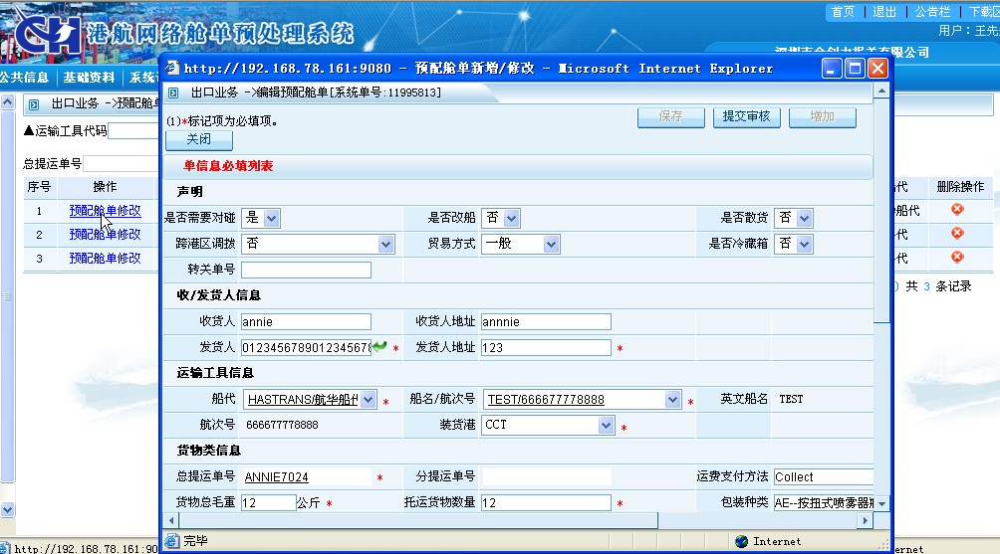 首页 | 退出 | 公告栏 | 下载区
港航网络舱单预处理系统
用户：王先
公共信息 基础资料 系统
http://192.168.78.161:9080 - 预配舱单新增/修改 - Microsoft Internet Explorer
出口业务 ->预配舱单
出口业务 ->编辑预配舱单[系统单号:11995813]
▲运输工具代码
(1)*标记项为必填项。
保存 提交审核 增加
关闭
总提运单号
单信息必填列表
序号 操作 代 删除操作
声明
1 预配舱单修改 船代
是否需要对碰 是 是否改船 否 是否散货 否
2 预配舱单修改 代
跨港区调拨 否 贸易方式 一般 是否冷藏箱 否
3 预配舱单修改 代
转关单号
) 共 3 条记录
收/发货人信息
收货人 annie 收货人地址 annnie
发货人 012345678901234567 * 发货人地址 123 *
运输工具信息
船代 HASTRANS/航华船代 * 船名/航次号 TEST/666677778888 * 英文船名 TEST
航次号 666677778888 装货港 CCT *
货物类信息
总提运单号 ANNIE7024 * 分提运单号 运费支付方法 Collect
货物总毛重 12 公斤 * 托运货物数量 12 * 包装种类 AE--按扭式喷雾器
完毕 Internet
http://192.168.78.161:90 ernet